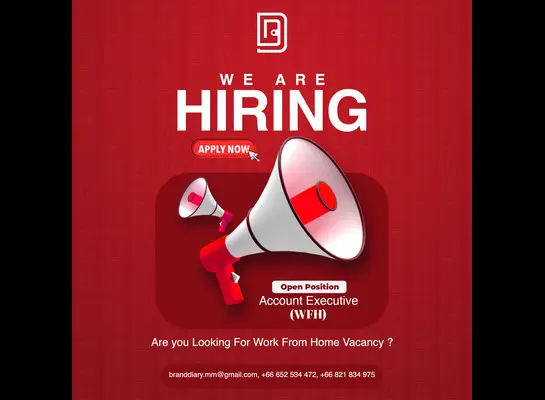 WE ARE
HIRING
APPLY NOW
Open Position
Account Executive
(WFH)
Are you Looking For Work From Home Vacancy ?
branddiary.mm@gmail.com, +66 652 534 472, +66 821 834 975